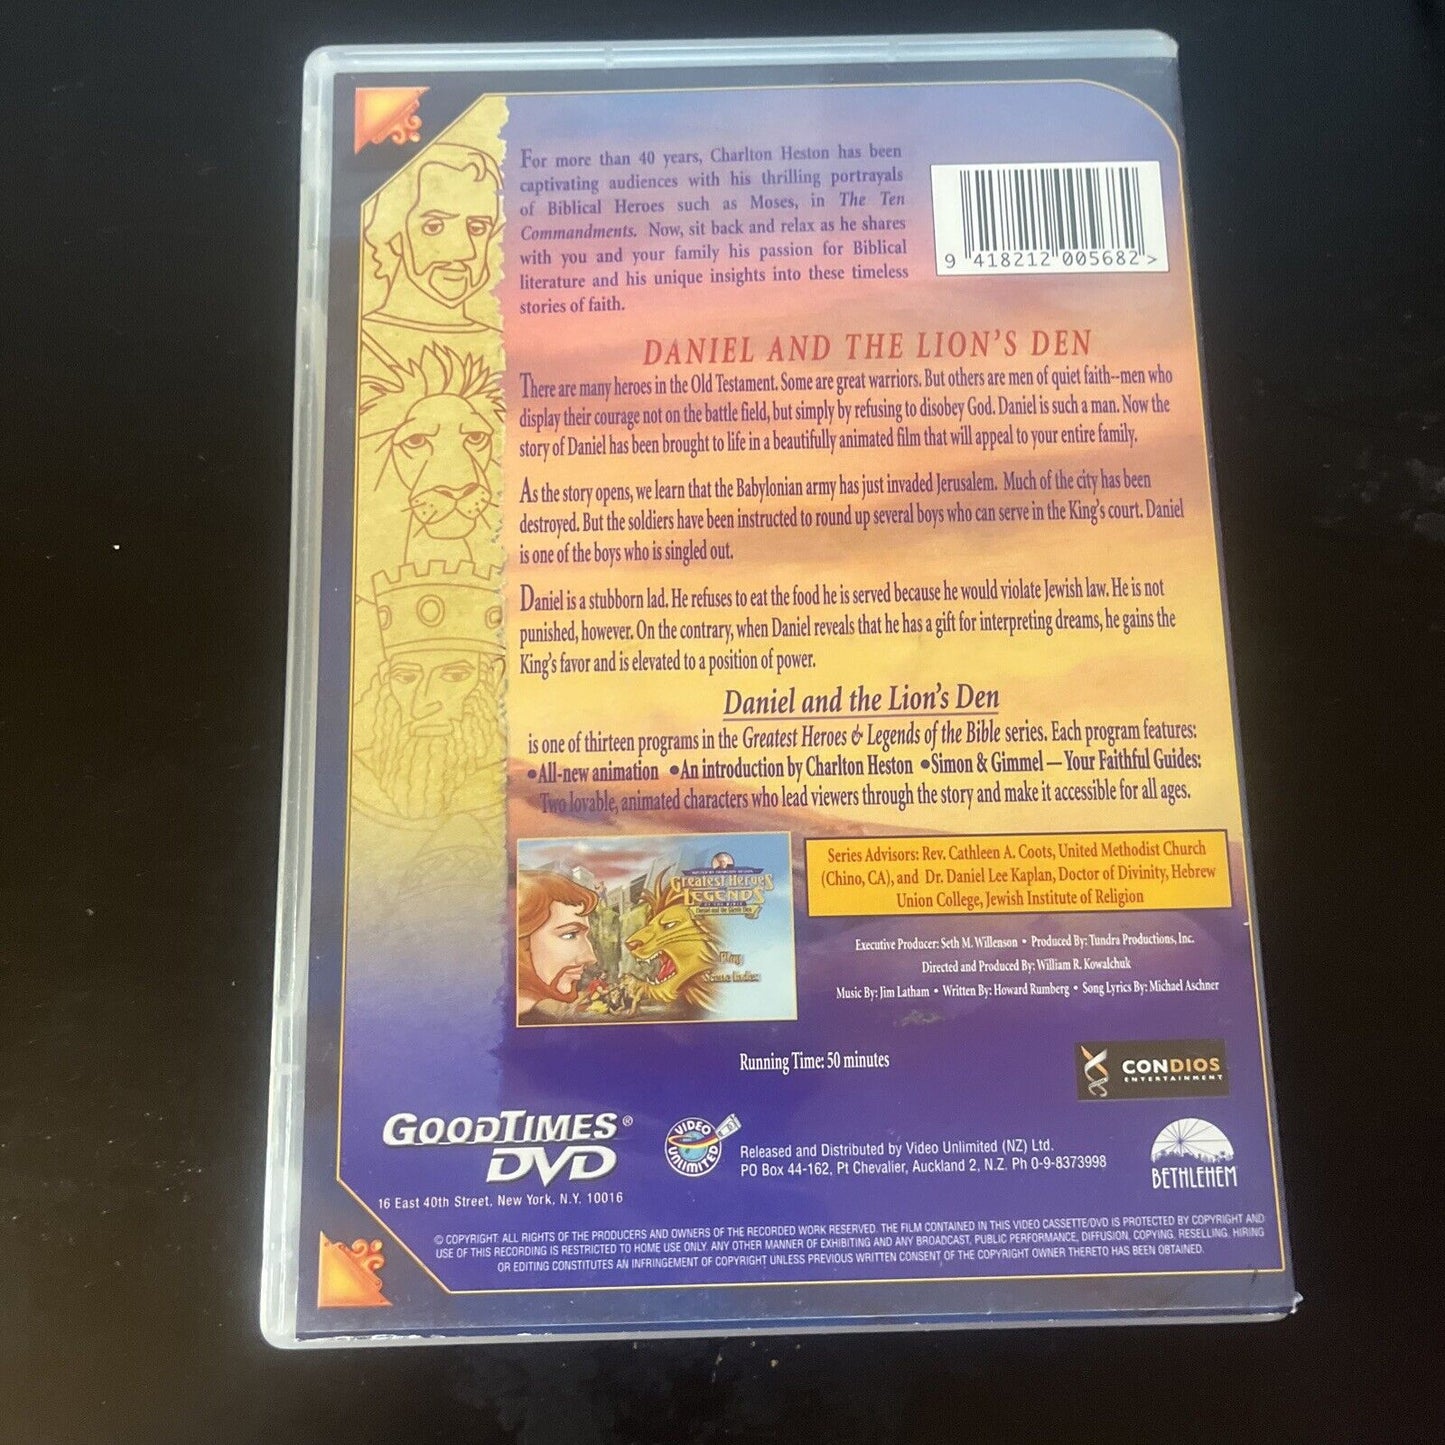 For more than 40 years, Charlton Heston has been
captivating audiences with his thrilling portrayals
of Biblical Heroes such as Moses, in The Ten
Commandments. Now, sit back and relax as he shares
with you and your family his passion for Biblical
literature and his unique insights into these timeless
stories of faith.
9 418212 005682 >
DANIEL AND THE LION'S DEN
There are many heroes in the Old Testament. Some are great warriors. But others are men of quiet faith--men who
display their courage not on the battle field, but simply by refusing to disobey God. Daniel is such a man. Now the
story of Daniel has been brought to life in a beautifully animated film that will appeal to your entire family.
As the story opens, we learn that the Babylonian army has just invaded Jerusalem. Much of the city has been
destroyed. But the soldiers have been instructed to round up several boys who can serve in the King's court. Daniel
is one of the boys who is singled out.
Daniel is a stubborn lad. He refuses to eat the food he is served because he would violate Jewish law. He is not
punished, however. On the contrary, when Daniel reveals that he has a gift for interpreting dreams, he gains the
King's favor and is elevated to a position of power.
Daniel and the Lion's Den
is one of thirteen programs in the Greatest Heroes & Legends of the Bible series. Each program features:
•All-new animation •An introduction by Charlton Heston •Simon & Gimmel — Your Faithful Guides:
Two lovable, animated characters who lead viewers through the story and make it accessible for all ages.
Greatest Heroes
LEGENDS
OF THE BIBLE
Daniel and the Lion's Den
Play
Scene Index
Series Advisors: Rev. Cathleen A. Coots, United Methodist Church
(Chino, CA), and Dr. Daniel Lee Kaplan, Doctor of Divinity, Hebrew
Union College, Jewish Institute of Religion
Executive Producer: Seth M. Willenson • Produced By: Tundra Productions, Inc.
Directed and Produced By: William R. Kowalchuk
Music By: Jim Latham • Written By: Howard Rumberg • Song Lyrics By: Michael Aschner
Running Time: 50 minutes
CONDIOS
ENTERTAINMENT
GOODTIMES®
DVD
16 East 40th Street, New York, N.Y. 10016
VIDEO
UNLIMITED
Released and Distributed by Video Unlimited (NZ) Ltd.
PO Box 44-162, Pt Chevalier, Auckland 2, N.Z. Ph 0-9-8373998
BETHLEHEM
© COPYRIGHT. ALL RIGHTS OF THE PRODUCERS AND OWNERS OF THE RECORDED WORK RESERVED. THE FILM CONTAINED IN THIS VIDEO CASSETTE/DVD IS PROTECTED BY COPYRIGHT AND
USE OF THIS RECORDING IS RESTRICTED TO HOME USE ONLY. ANY OTHER MANNER OF EXHIBITING AND ANY BROADCAST, PUBLIC PERFORMANCE, DIFFUSION, COPYING, RESELLING, HIRING
OR EDITING CONSTITUTES AN INFRINGEMENT OF COPYRIGHT UNLESS PREVIOUS WRITTEN CONSENT OF THE COPYRIGHT OWNER THERETO HAS BEEN OBTAINED.